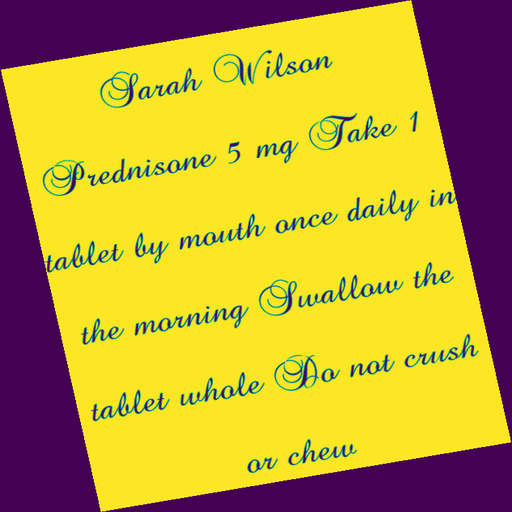 Sarah Wilson
Prednisone 5 mg Take 1
tablet by mouth once daily in
the morning Swallow the
tablet whole Do not crush
or chew